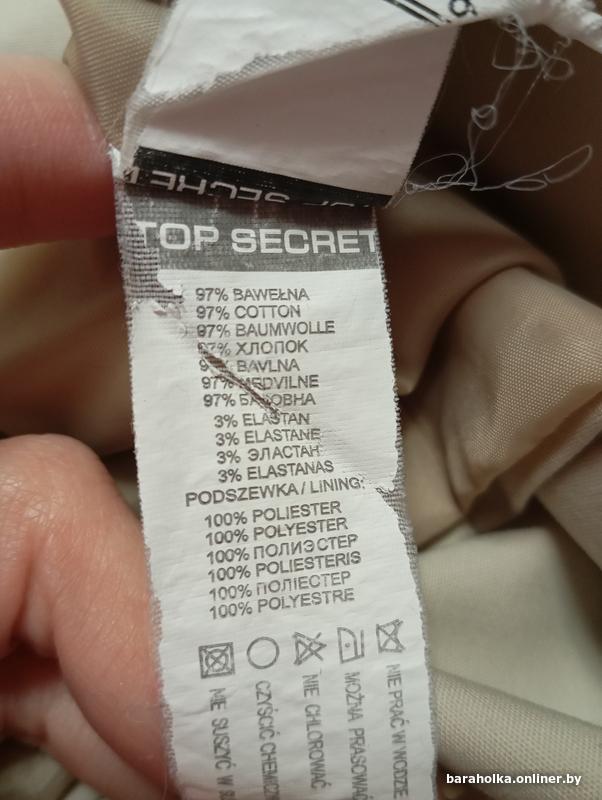 TOP SECRET
97% BAWEŁNA
97% COTTON
97% BAUMWOLLE
97% ХЛОПОК
BAVLNA
97% MEDVILNE
97% БАВОВНА
3% ELASTAN
3% ELASTANE
3% ЭЛАСТАН
3% ELASTANAS
PODSZEWKA / LINING:
100% POLIESTER
100% POLYESTER
100% ПОЛИЭСТЕР
100% POLIESTERIS
100% ПОЛІЕСТЕР
100% POLYESTRE
NIE PRAĆ W WODZIE
MOŻNA PRASOWAĆ
NIE CHLOROWAĆ
CZYŚCIĆ CHEMICZN
NIE SUSZYĆ W
baraholka.onliner.by